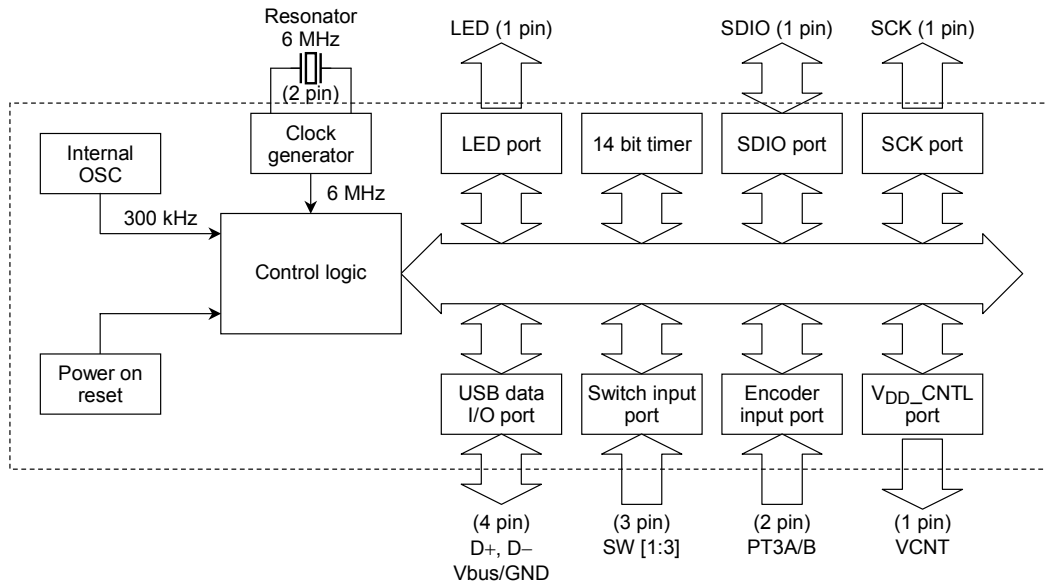 Resonator
6 MHz
(2 pin)
LED (1 pin)
SDIO (1 pin)
SCK (1 pin)
Internal
OSC
Clock
generator
LED port
14 bit timer
SDIO port
SCK port
300 kHz
6 MHz
Control logic
Power on
reset
USB data
I/O port
Switch input
port
Encoder
input port
VDD_CNTL
port
(4 pin)
D+, D−
Vbus/GND
(3 pin)
SW [1:3]
(2 pin)
PT3A/B
(1 pin)
VCNT